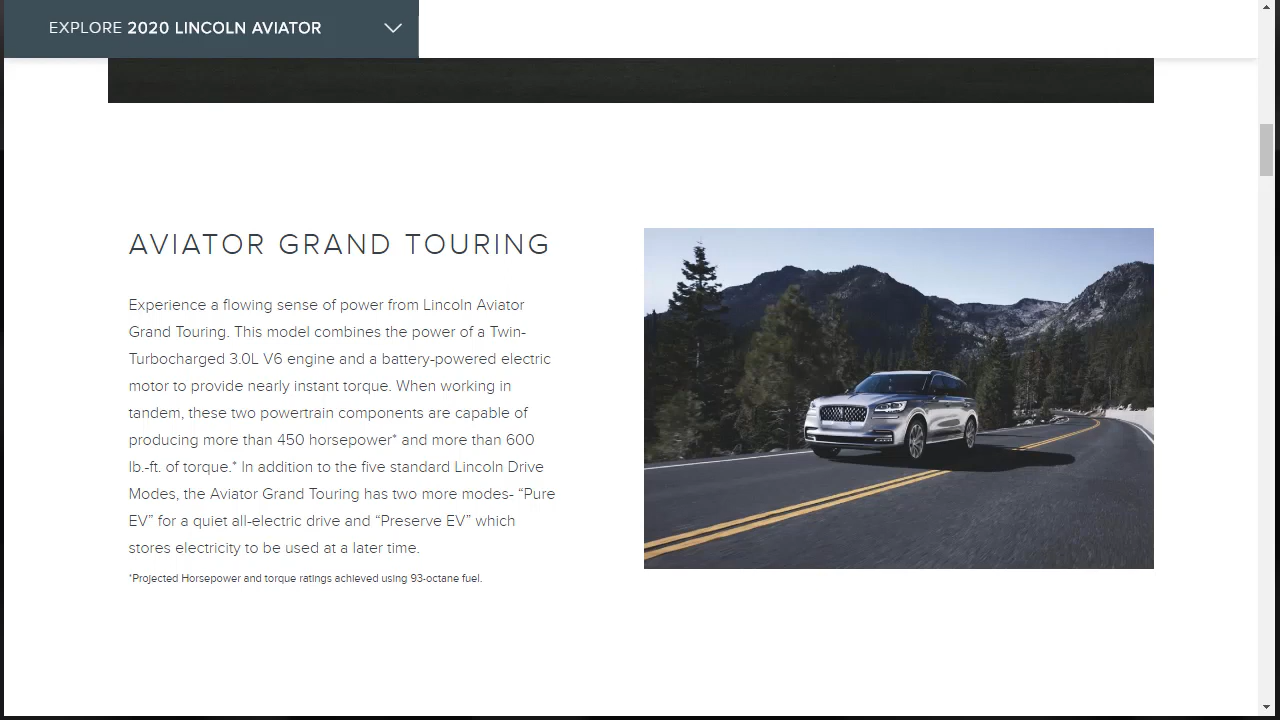 EXPLORE 2020 LINCOLN AVIATOR
AVIATOR GRAND TOURING
Experience a flowing sense of power from Lincoln Aviator
Grand Touring. This model combines the power of a Twin-
Turbocharged 3.0L V6 engine and a battery-powered electric
motor to provide nearly instant torque. When working in
tandem, these two powertrain components are capable of
producing more than 450 horsepower* and more than 600
lb.-ft. of torque.* In addition to the five standard Lincoln Drive
Modes, the Aviator Grand Touring has two more modes- “Pure
EV” for a quiet all-electric drive and “Preserve EV” which
stores electricity to be used at a later time.
*Projected Horsepower and torque ratings achieved using 93-octane fuel.